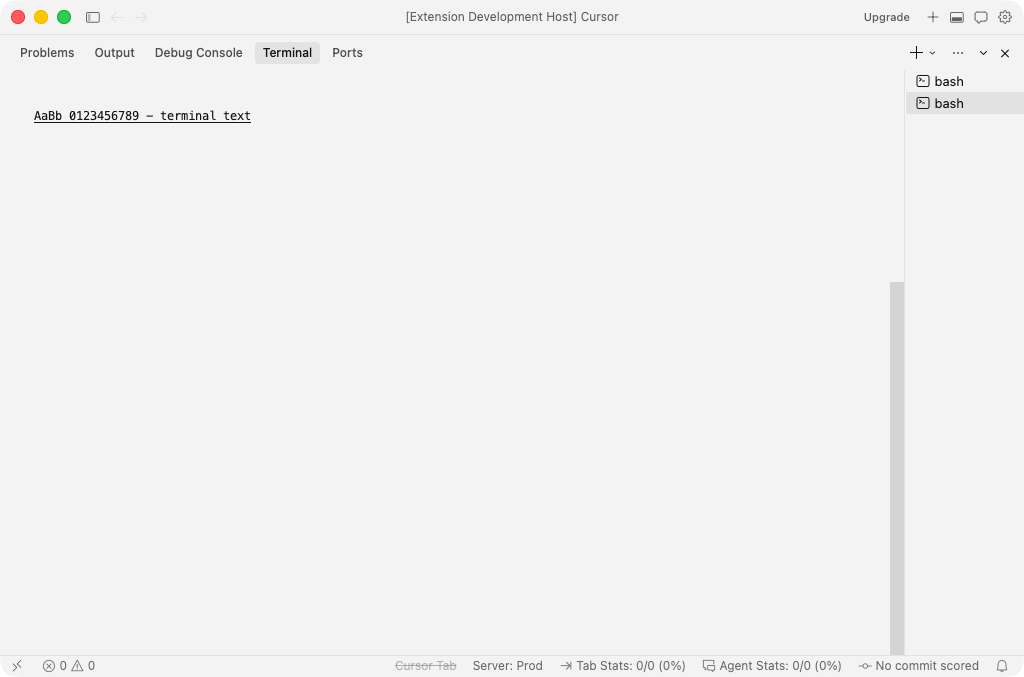 [Extension Development Host] Cursor
Upgrade
Problems Output Debug Console Terminal Ports
bash
bash
AaBb 0123456789 – terminal text
0 0 Cursor Tab Server: Prod Tab Stats: 0/0 (0%) Agent Stats: 0/0 (0%) No commit scored